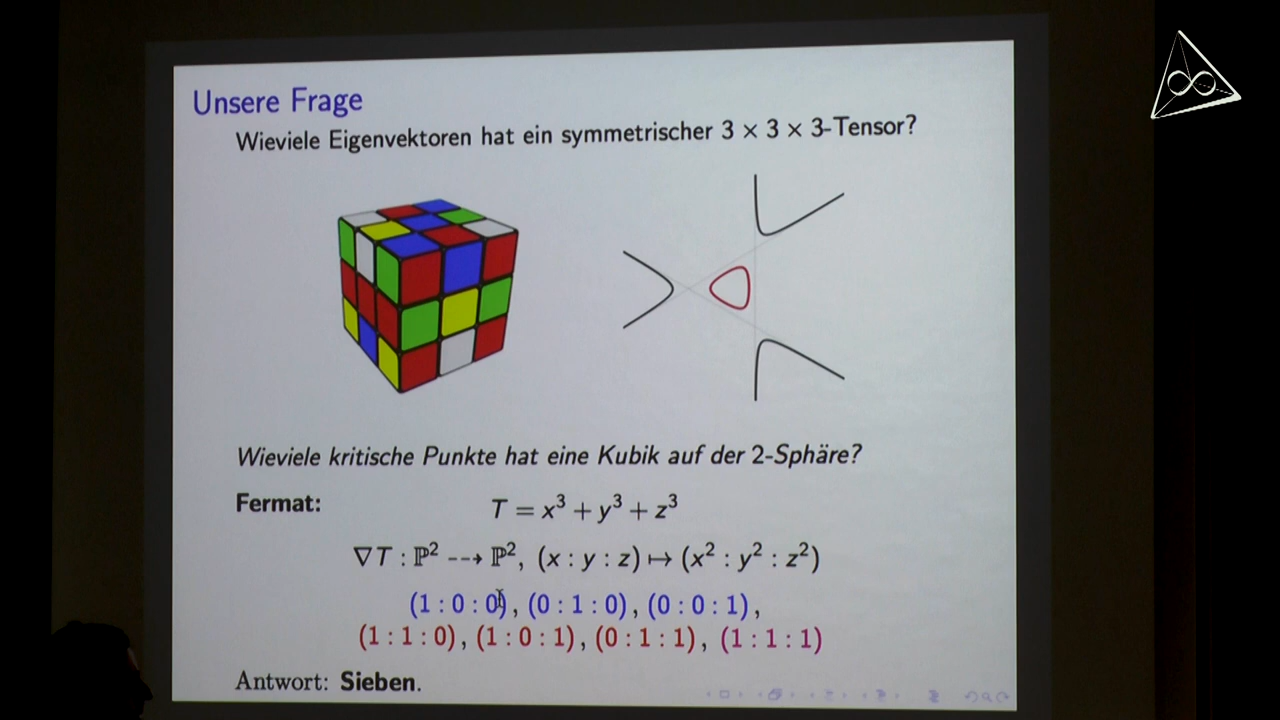 Unsere Frage
Wieviele Eigenvektoren hat ein symmetrischer 3 × 3 × 3-Tensor?
Wieviele kritische Punkte hat eine Kubik auf der 2-Sphäre?
Fermat: T = x³ + y³ + z³
∇T : ℙ² ⇢ ℙ², (x : y : z) ↦ (x² : y² : z²)
(1 : 0 : 0), (0 : 1 : 0), (0 : 0 : 1),
(1 : 1 : 0), (1 : 0 : 1), (0 : 1 : 1), (1 : 1 : 1)
Antwort: Sieben.